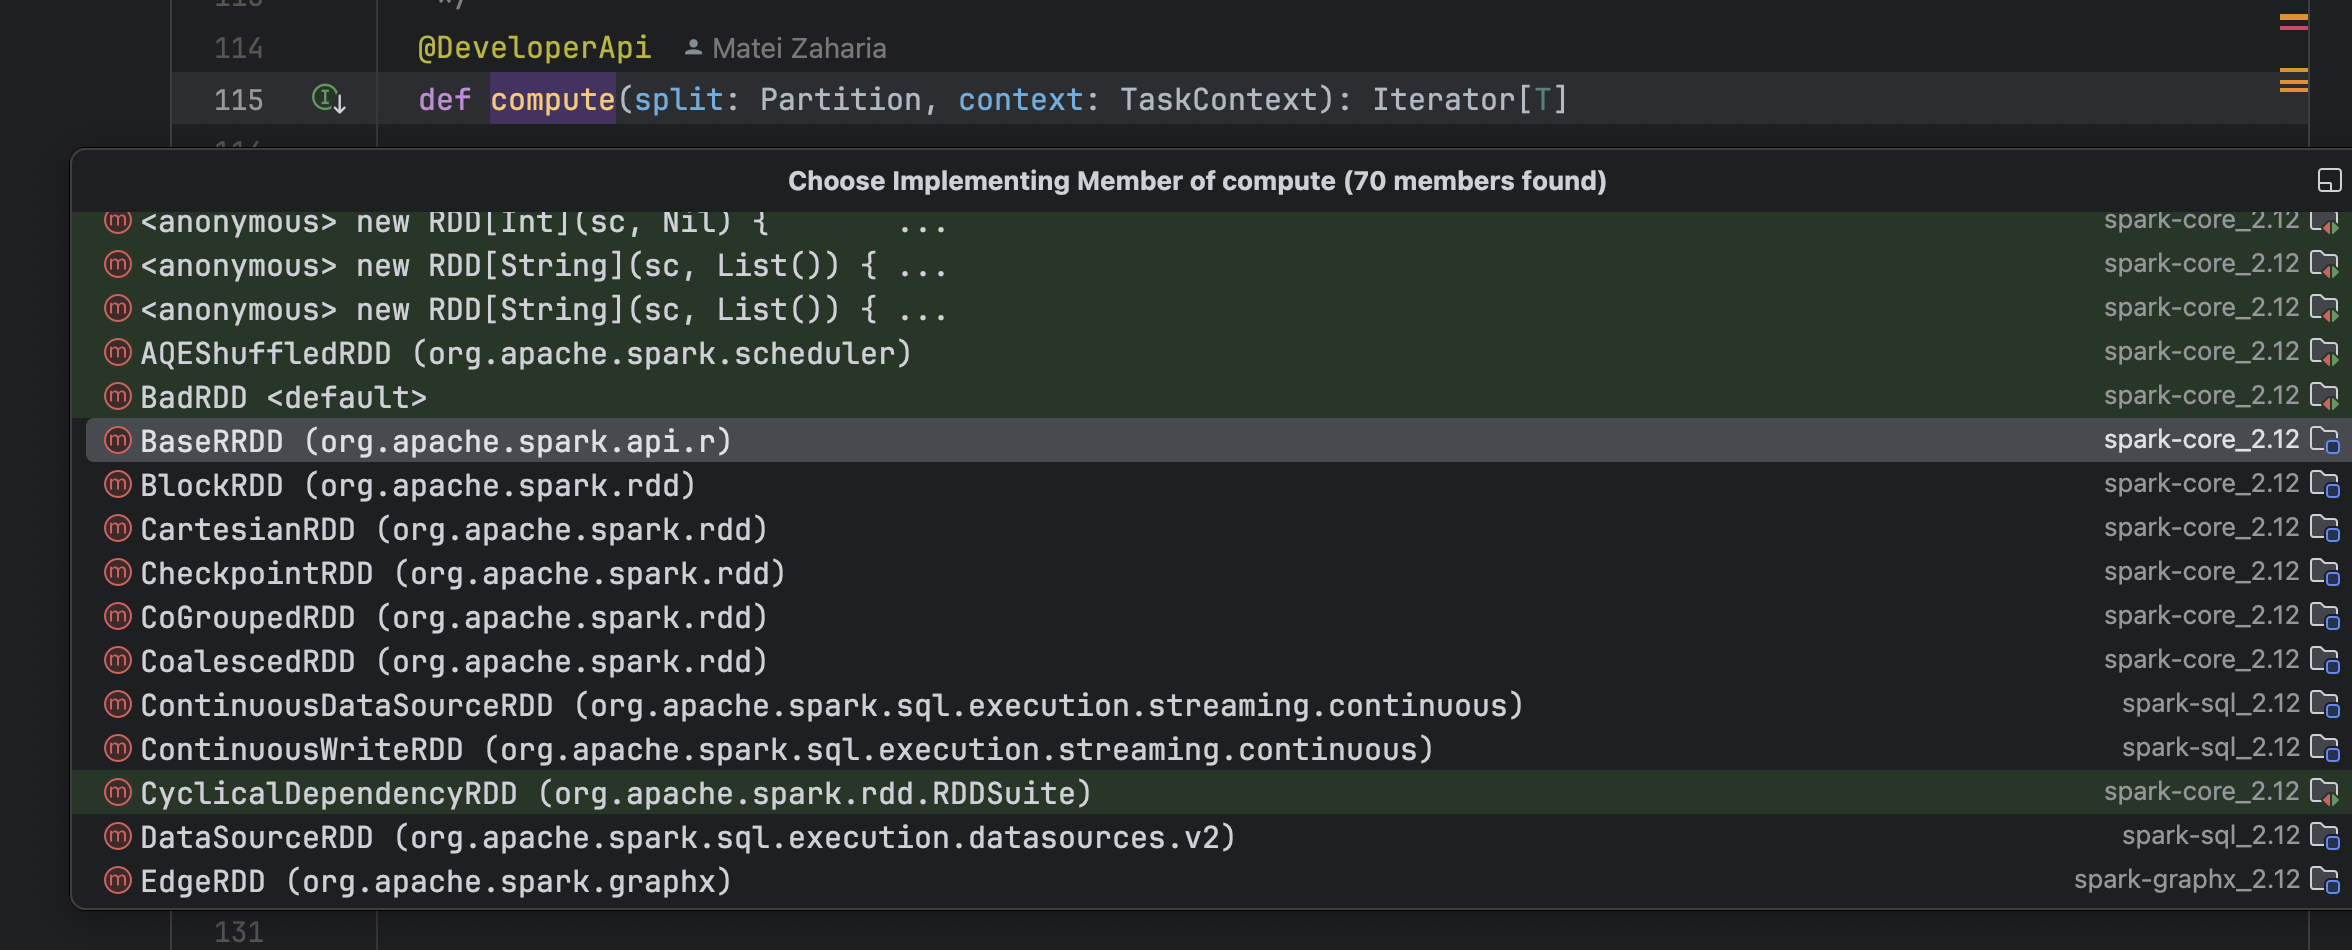 */
114 @DeveloperApi Matei Zaharia
115 def compute(split: Partition, context: TaskContext): Iterator[T]
Choose Implementing Member of compute (70 members found)
<anonymous> new RDD[Int](sc, Nil) { ... spark-core_2.12
<anonymous> new RDD[String](sc, List()) { ... spark-core_2.12
<anonymous> new RDD[String](sc, List()) { ... spark-core_2.12
AQEShuffledRDD (org.apache.spark.scheduler) spark-core_2.12
BadRDD <default> spark-core_2.12
BaseRRDD (org.apache.spark.api.r) spark-core_2.12
BlockRDD (org.apache.spark.rdd) spark-core_2.12
CartesianRDD (org.apache.spark.rdd) spark-core_2.12
CheckpointRDD (org.apache.spark.rdd) spark-core_2.12
CoGroupedRDD (org.apache.spark.rdd) spark-core_2.12
CoalescedRDD (org.apache.spark.rdd) spark-core_2.12
ContinuousDataSourceRDD (org.apache.spark.sql.execution.streaming.continuous) spark-sql_2.12
ContinuousWriteRDD (org.apache.spark.sql.execution.streaming.continuous) spark-sql_2.12
CyclicalDependencyRDD (org.apache.spark.rdd.RDDSuite) spark-core_2.12
DataSourceRDD (org.apache.spark.sql.execution.datasources.v2) spark-sql_2.12
EdgeRDD (org.apache.spark.graphx) spark-graphx_2.12
131